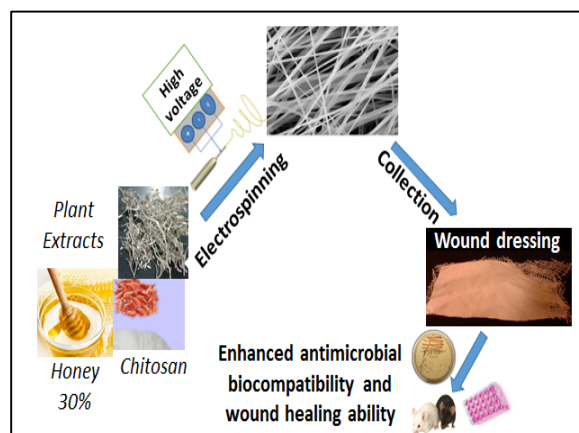 High
voltage
Electrospinning
Collection
Plant
Extracts
Wound dressing
Honey
30%
Chitosan
Enhanced antimicrobial
biocompatibility and
wound healing ability